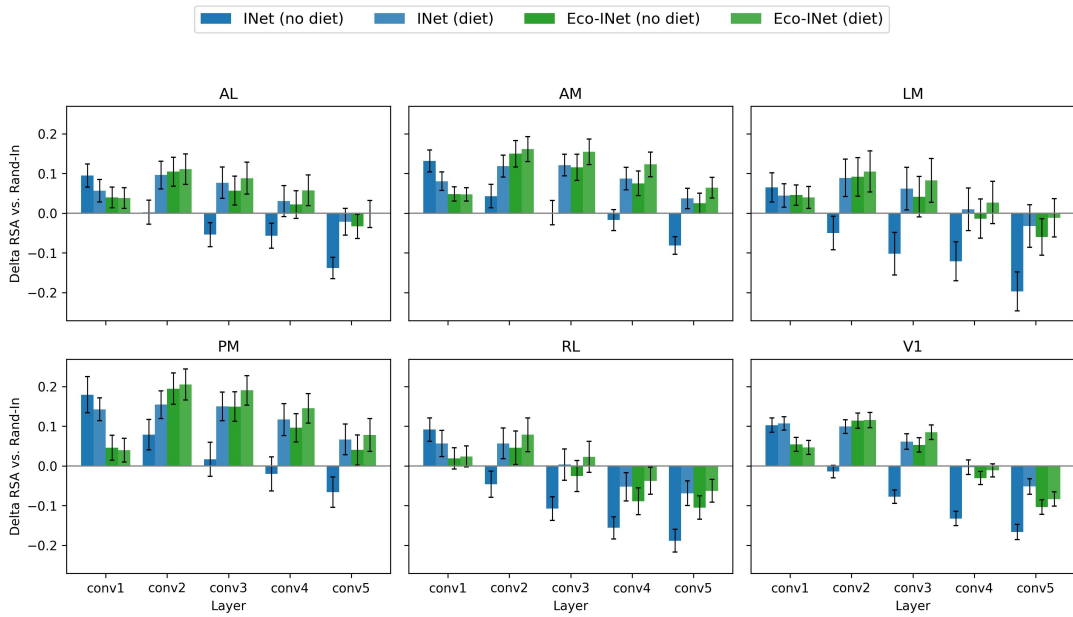 INet (no diet) INet (diet) Eco-INet (no diet) Eco-INet (diet)
AL AM LM
Delta RSA vs. Rand-In
0.2
0.1
0.0
−0.1
−0.2
PM RL V1
Delta RSA vs. Rand-In
0.2
0.1
0.0
−0.1
−0.2
conv1 conv2 conv3 conv4 conv5 conv1 conv2 conv3 conv4 conv5 conv1 conv2 conv3 conv4 conv5
Layer Layer Layer